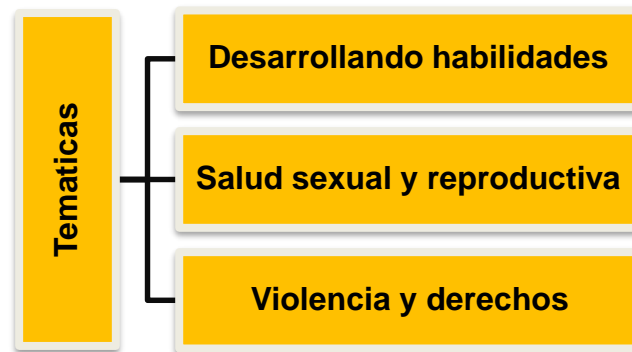 Tematicas
Desarrollando habilidades
Salud sexual y reproductiva
Violencia y derechos